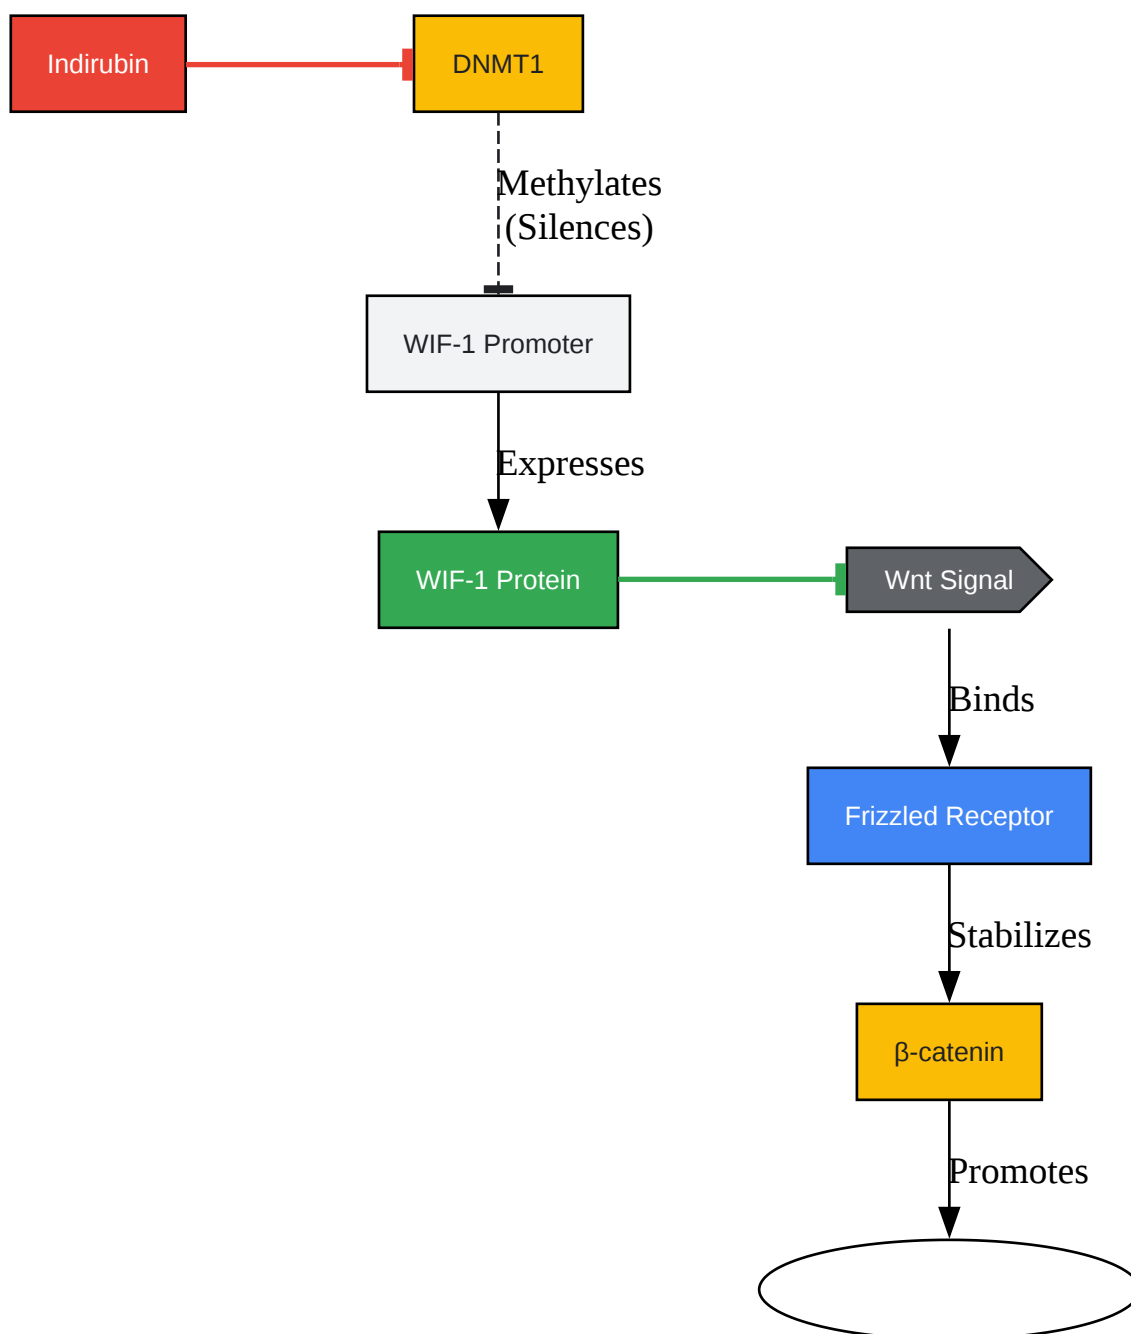 Indirubin
DNMT1
Methylates
(Silences)
WIF-1 Promoter
Expresses
WIF-1 Protein
Wnt Signal
Binds
Frizzled Receptor
Stabilizes
β-catenin
Promotes